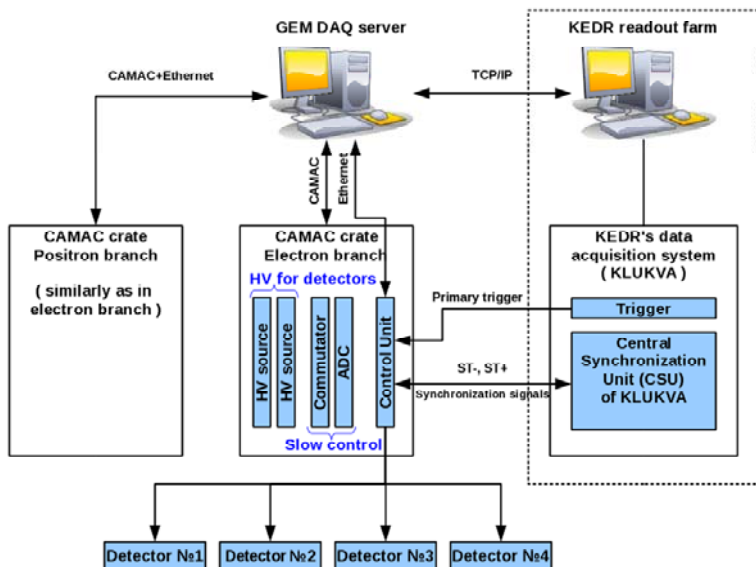 GEM DAQ server
KEDR readout farm
CAMAC+Ethernet
TCP/IP
CAMAC
Ethernet
CAMAC crate
Positron branch
( similarly as in
electron branch )
CAMAC crate
Electron branch
HV for detectors
HV source
HV source
Commutator
ADC
Control Unit
Slow control
KEDR's data
acquisition system
( KLUKVA )
Primary trigger
Trigger
ST-, ST+
Synchronization signals
Central
Synchronization
Unit (CSU)
of KLUKVA
Detector №1
Detector №2
Detector №3
Detector №4